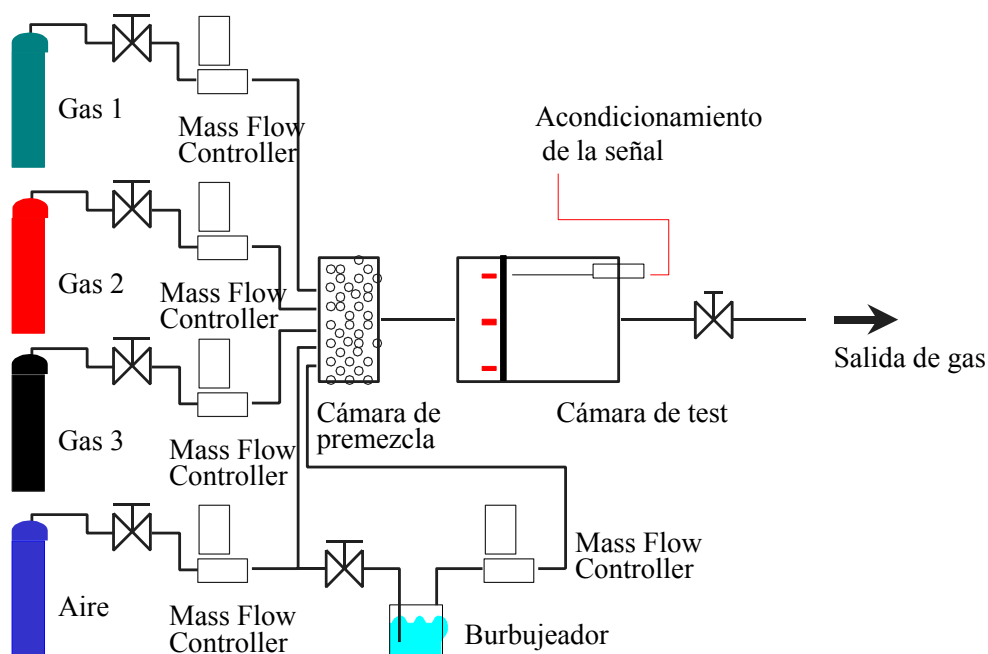 Gas 1
Mass Flow
Controller
Acondicionamiento
de la señal
Gas 2
Mass Flow
Controller
Salida de gas
Gas 3
Mass Flow
Controller
Cámara de
premezcla
Cámara de test
Aire
Mass Flow
Controller
Burbujeador
Mass Flow
Controller